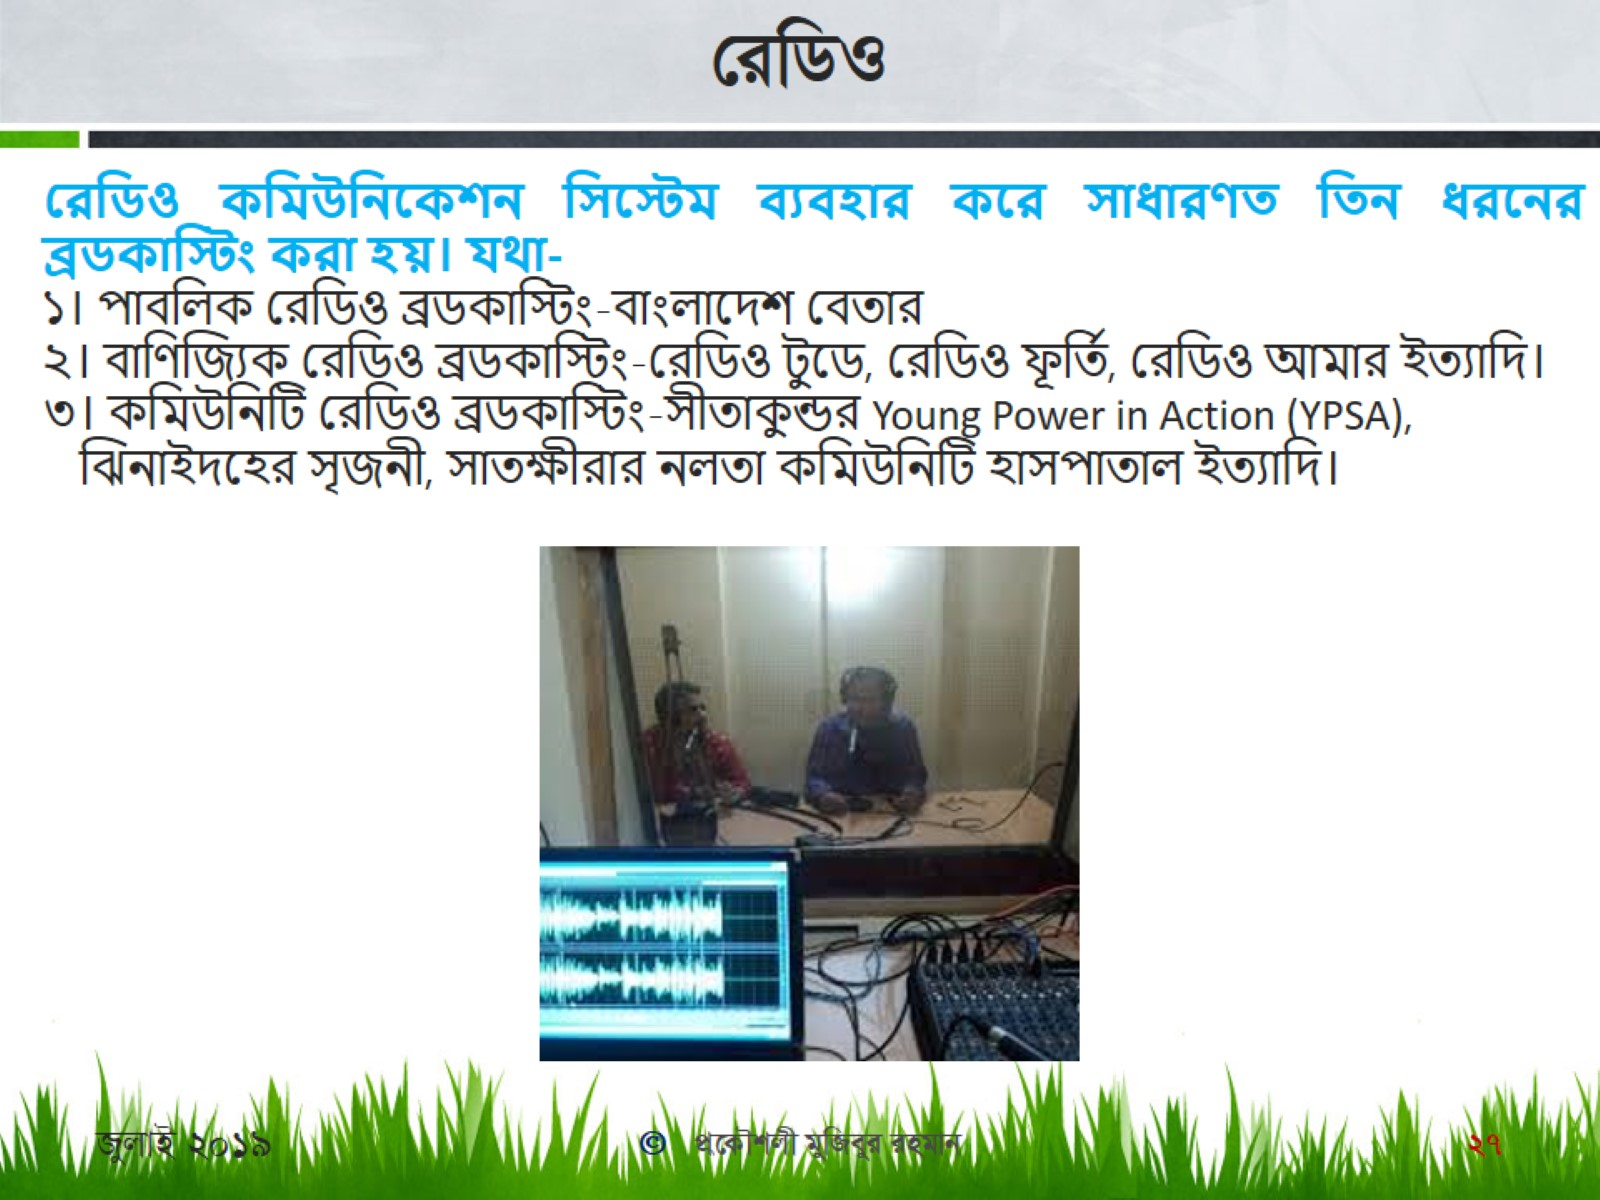 রেডিও
রেডিও কমিউনিকেশন সিস্টেম ব্যবহার করে সাধারণত তিন ধরনের
ব্রডকাস্টিং করা হয়। যথা-
১। পাবলিক রেডিও ব্রডকাস্টিং-বাংলাদেশ বেতার
২। বাণিজ্যিক রেডিও ব্রডকাস্টিং-রেডিও টুডে, রেডিও ফূর্তি, রেডিও আমার ইত্যাদি।
৩। কমিউনিটি রেডিও ব্রডকাস্টিং-সীতাকুন্ডর Young Power in Action (YPSA),
ঝিনাইদহের সৃজনী, সাতক্ষীরার নলতা কমিউনিটি হাসপাতাল ইত্যাদি।
জুলাই ২০১৯ © প্রকৌশলী মুজিবুর রহমান ২৭